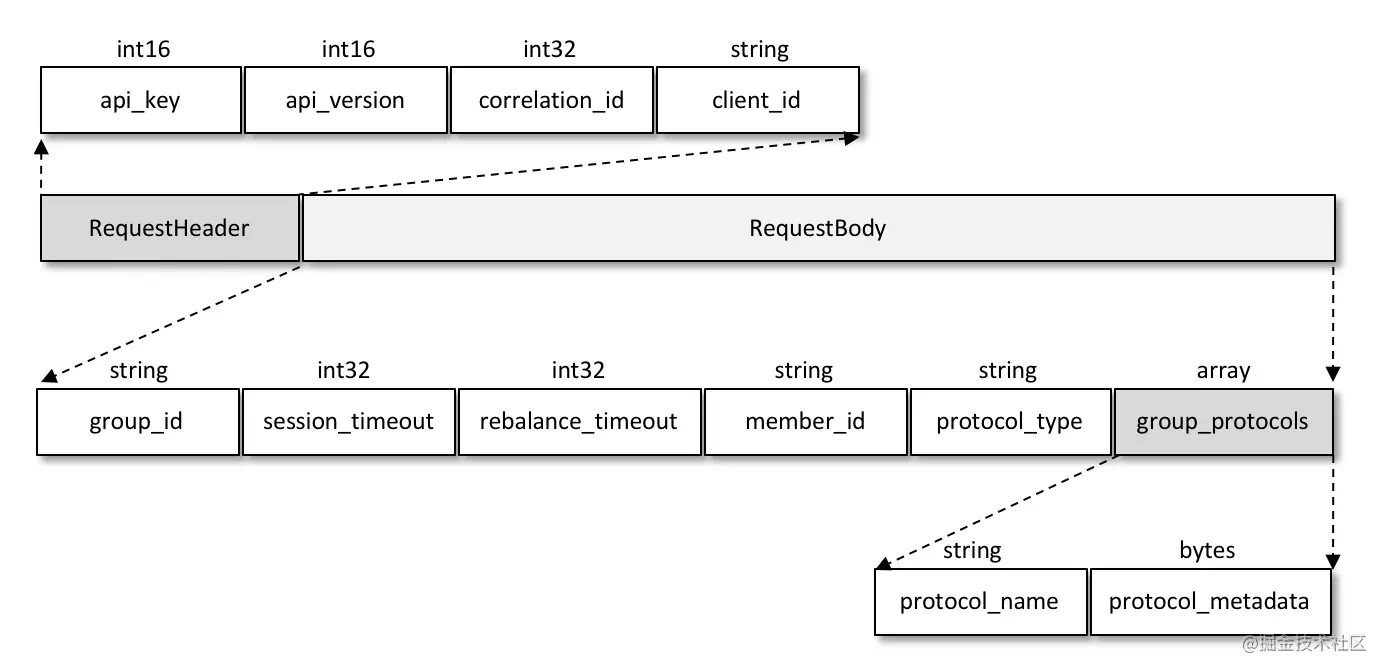 int16 int16 int32 string
api_key api_version correlation_id client_id
RequestHeader RequestBody
string int32 int32 string string array
group_id session_timeout rebalance_timeout member_id protocol_type group_protocols
string bytes
protocol_name protocol_metadata
@掘金技术社区